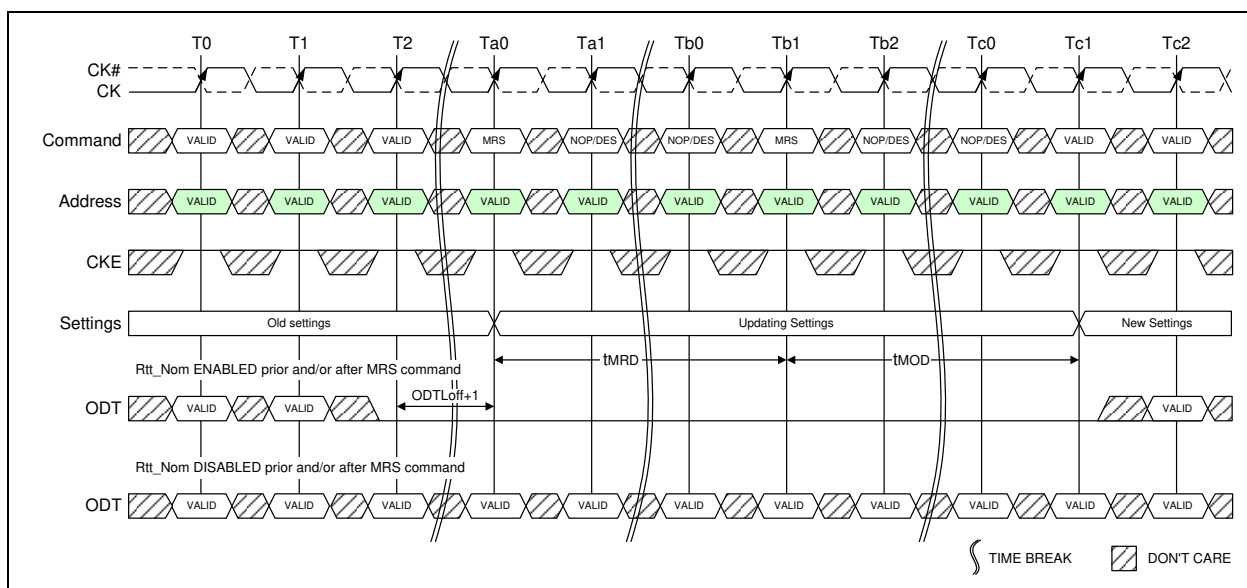 T0 T1 T2 Ta0 Ta1 Tb0 Tb1 Tb2 Tc0 Tc1 Tc2
CK#
CK
Command VALID VALID VALID MRS NOP/DES NOP/DES MRS NOP/DES NOP/DES VALID VALID
Address VALID VALID VALID VALID VALID VALID VALID VALID VALID VALID VALID
CKE
Settings Old settings Updating Settings New Settings
tMRD tMOD
Rtt_Nom ENABLED prior and/or after MRS command
ODTLoff+1
ODT VALID VALID VALID
Rtt_Nom DISABLED prior and/or after MRS command
ODT VALID VALID VALID VALID VALID VALID VALID VALID VALID VALID VALID
TIME BREAK DON'T CARE